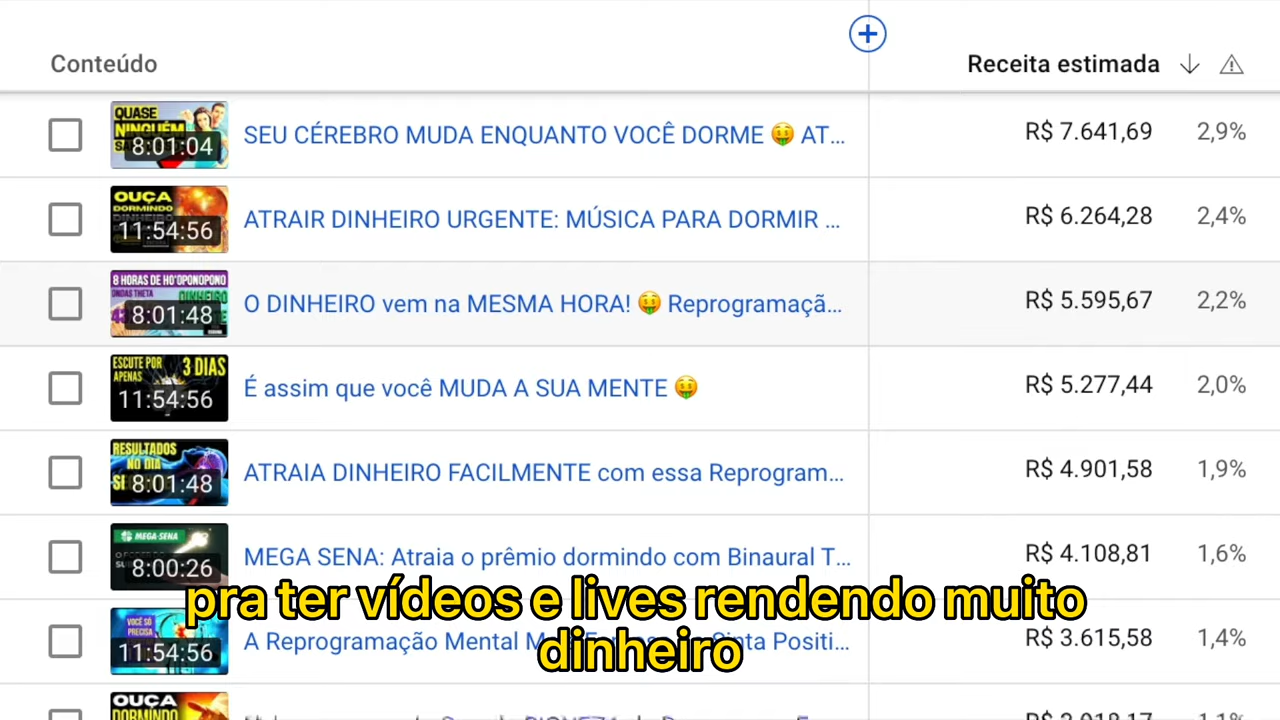 Conteúdo
Receita estimada
QUASE
NINGUÉM
8:01:04
SEU CÉREBRO MUDA ENQUANTO VOCÊ DORME 🤑 AT...
R$ 7.641,69 2,9%
OUÇA
DORMINDO
DINHEIRO
11:54:56
ATRAIR DINHEIRO URGENTE: MÚSICA PARA DORMIR ...
R$ 6.264,28 2,4%
8 HORAS DE HO'OPONOPONO
ONDAS THETA
8:01:48
O DINHEIRO vem na MESMA HORA! 🤑 Reprogramaçã...
R$ 5.595,67 2,2%
ESCUTE POR
APENAS
3 DIAS
11:54:56
É assim que você MUDA A SUA MENTE 🤑
R$ 5.277,44 2,0%
RESULTADOS
NO DIA
8:01:48
ATRAIA DINHEIRO FACILMENTE com essa Reprogram...
R$ 4.901,58 1,9%
MEGA-SENA
8:00:26
MEGA SENA: Atraia o prêmio dormindo com Binaural T...
R$ 4.108,81 1,6%
pra ter vídeos e lives rendendo muito
dinheiro
VOCÊ SÓ
PRECISA
11:54:56
A Reprogramação Mental
R$ 3.615,58 1,4%
OUÇA
DORMINDO